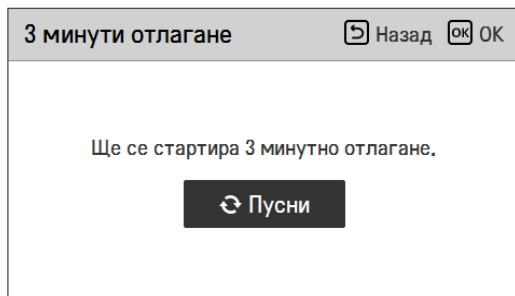 3 минути отлагане Назад OK OK
Ще се стартира 3 минутно отлагане.
Пусни